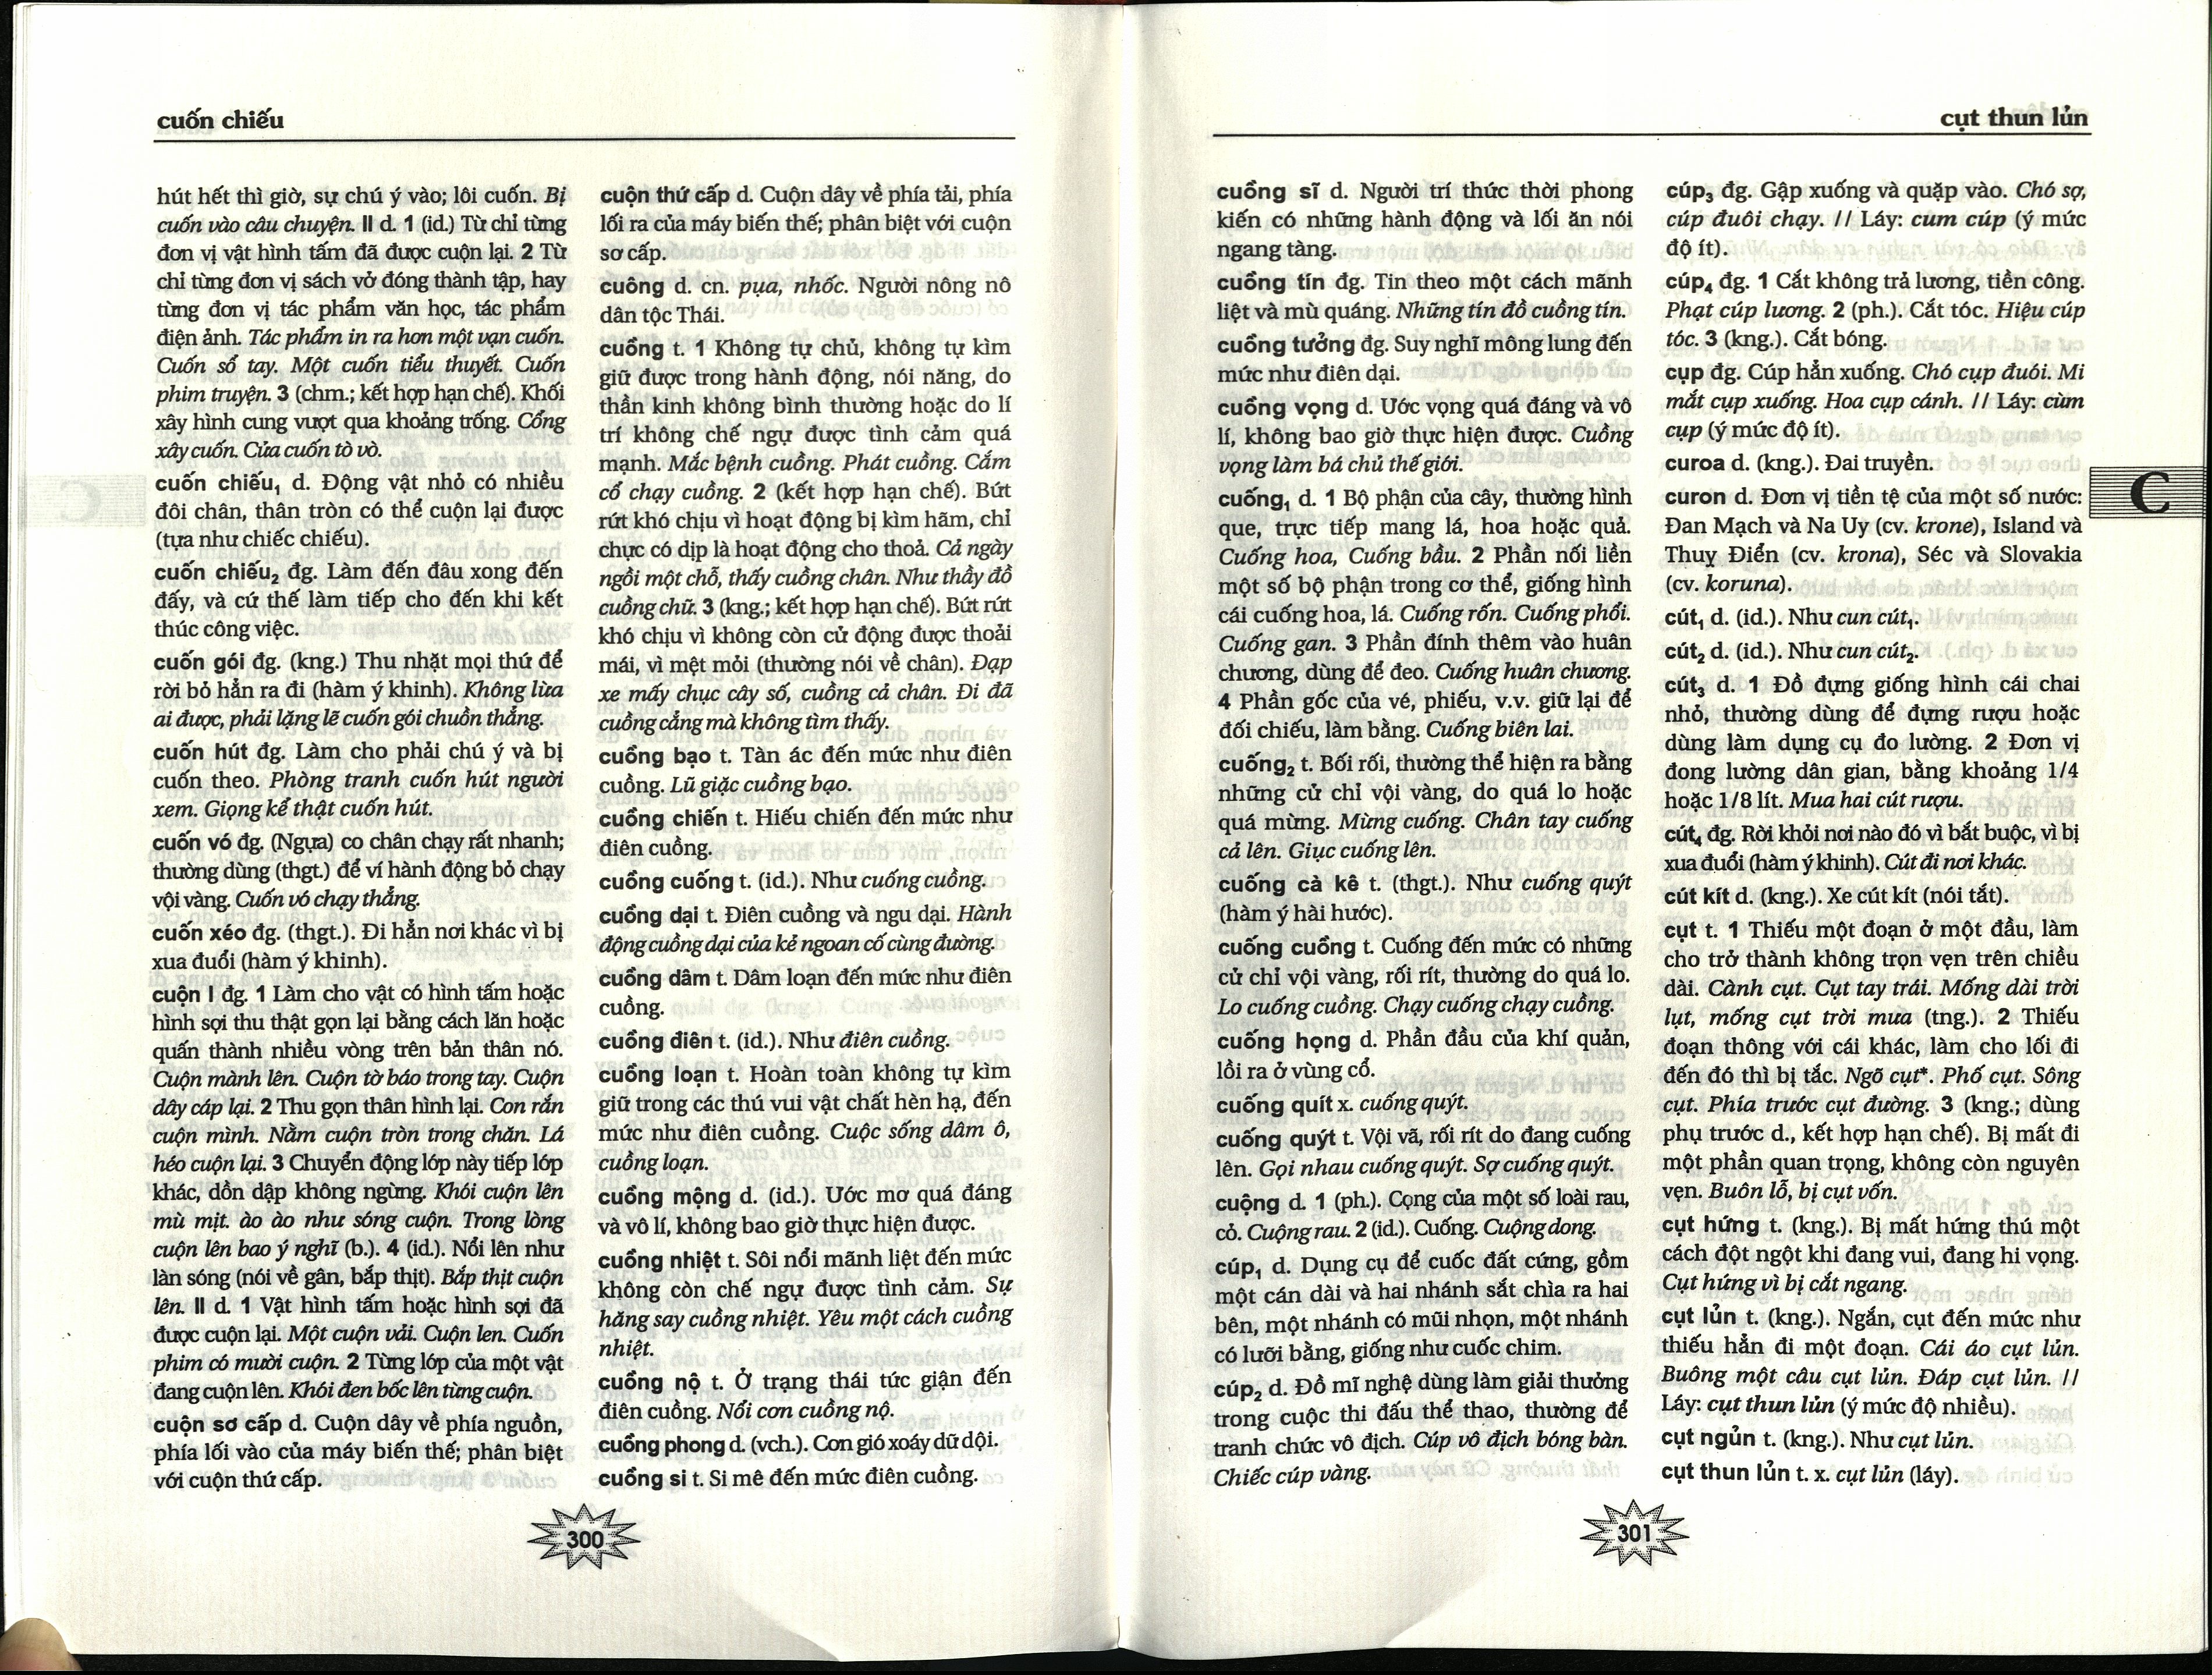 cuốn chiếu
hút hết thì giờ, sự chú ý vào; lôi cuốn. Bị
cuốn vào câu chuyện. II d. 1 (id.) Từ chỉ từng
đơn vị vật hình tấm đã được cuộn lại. 2 Từ
chỉ từng đơn vị sách vở đóng thành tập, hay
từng đơn vị tác phẩm văn học, tác phẩm
điện ảnh. Tác phẩm in ra hơn một vạn cuốn.
Cuốn sổ tay. Một cuốn tiểu thuyết. Cuốn
phim truyện. 3 (chm.; kết hợp hạn chế). Khối
xây hình cung vượt qua khoảng trống. Cổng
xây cuốn. Cửa cuốn tò vò.
cuốn chiếu₁ d. Động vật nhỏ có nhiều
đôi chân, thân tròn có thể cuộn lại được
(tựa như chiếc chiếu).
cuốn chiếu₂ đg. Làm đến đâu xong đến
đấy, và cứ thế làm tiếp cho đến khi kết
thúc công việc.
cuốn gói đg. (kng.) Thu nhặt mọi thứ để
rời bỏ hẳn ra đi (hàm ý khinh). Không lừa
ai được, phải lặng lẽ cuốn gói chuồn thẳng.
cuốn hút đg. Làm cho phải chú ý và bị
cuốn theo. Phòng tranh cuốn hút người
xem. Giọng kể thật cuốn hút.
cuốn vó đg. (Ngựa) co chân chạy rất nhanh;
thường dùng (thgt.) để ví hành động bỏ chạy
vội vàng. Cuốn vó chạy thẳng.
cuốn xéo đg. (thgt.). Đi hẳn nơi khác vì bị
xua đuổi (hàm ý khinh).
cuộn I đg. 1 Làm cho vật có hình tấm hoặc
hình sợi thu thật gọn lại bằng cách lăn hoặc
quấn thành nhiều vòng trên bản thân nó.
Cuộn mành lên. Cuộn tờ báo trong tay. Cuộn
dây cáp lại. 2 Thu gọn thân hình lại. Con rắn
cuộn mình. Nằm cuộn tròn trong chăn. Lá
héo cuộn lại. 3 Chuyển động lớp này tiếp lớp
khác, dồn dập không ngừng. Khói cuộn lên
mù mịt. ào ào như sóng cuộn. Trong lòng
cuộn lên bao ý nghĩ (b.). 4 (id.). Nổi lên như
làn sóng (nói về gân, bắp thịt). Bắp thịt cuộn
lên. II d. 1 Vật hình tấm hoặc hình sợi đã
được cuộn lại. Một cuộn vải. Cuộn len. Cuốn
phim có mười cuộn. 2 Từng lớp của một vật
đang cuộn lên. Khói đen bốc lên từng cuộn.
cuộn sơ cấp d. Cuộn dây về phía nguồn,
phía lối vào của máy biến thế; phân biệt
với cuộn thứ cấp.
cuộn thứ cấp d. Cuộn dây về phía tải, phía
lối ra của máy biến thế; phân biệt với cuộn
sơ cấp.
cuông d. cn. pụa, nhốc. Người nông nô
dân tộc Thái.
cuồng t. 1 Không tự chủ, không tự kìm
giữ được trong hành động, nói năng, do
thần kinh không bình thường hoặc do lí
trí không chế ngự được tình cảm quá
mạnh. Mắc bệnh cuồng. Phát cuồng. Cắm
cổ chạy cuồng. 2 (kết hợp hạn chế). Bứt
rứt khó chịu vì hoạt động bị kìm hãm, chỉ
chực có dịp là hoạt động cho thoả. Cả ngày
ngồi một chỗ, thấy cuồng chân. Như thầy đồ
cuồng chữ. 3 (kng.; kết hợp hạn chế). Bứt rứt
khó chịu vì không còn cử động được thoải
mái, vì mệt mỏi (thường nói về chân). Đạp
xe mấy chục cây số, cuồng cả chân. Đi đã
cuồng cẳng mà không tìm thấy.
cuồng bạo t. Tàn ác đến mức như điên
cuồng. Lũ giặc cuồng bạo.
cuồng chiến t. Hiếu chiến đến mức như
điên cuồng.
cuồng cuống t. (id.). Như cuống cuồng.
cuồng dại t. Điên cuồng và ngu dại. Hành
động cuồng dại của kẻ ngoan cố cùng đường.
cuồng dâm t. Dâm loạn đến mức như điên
cuồng.
cuồng điên t. (id.). Như điên cuồng.
cuồng loạn t. Hoàn toàn không tự kìm
giữ trong các thú vui vật chất hèn hạ, đến
mức như điên cuồng. Cuộc sống dâm ô,
cuồng loạn.
cuồng mộng d. (id.). Ước mơ quá đáng
và vô lí, không bao giờ thực hiện được.
cuồng nhiệt t. Sôi nổi mãnh liệt đến mức
không còn chế ngự được tình cảm. Sự
hăng say cuồng nhiệt. Yêu một cách cuồng
nhiệt.
cuồng nộ t. Ở trạng thái tức giận đến
điên cuồng. Nổi cơn cuồng nộ.
cuồng phong d. (vch.). Cơn gió xoáy dữ dội.
cuồng si t. Si mê đến mức điên cuồng.
300
cụt thun lủn
cuồng sĩ d. Người trí thức thời phong
kiến có những hành động và lối ăn nói
ngang tàng.
cuồng tín đg. Tin theo một cách mãnh
liệt và mù quáng. Những tín đồ cuồng tín.
cuồng tưởng đg. Suy nghĩ mông lung đến
mức như điên dại.
cuồng vọng d. Ước vọng quá đáng và vô
lí, không bao giờ thực hiện được. Cuồng
vọng làm bá chủ thế giới.
cuống₁ d. 1 Bộ phận của cây, thường hình
que, trực tiếp mang lá, hoa hoặc quả.
Cuống hoa, Cuống bầu. 2 Phần nối liền
một số bộ phận trong cơ thể, giống hình
cái cuống hoa, lá. Cuống rốn. Cuống phổi.
Cuống gan. 3 Phần đính thêm vào huân
chương, dùng để đeo. Cuống huân chương.
4 Phần gốc của vé, phiếu, v.v. giữ lại để
đối chiếu, làm bằng. Cuống biên lai.
cuống₂ t. Bối rối, thường thể hiện ra bằng
những cử chỉ vội vàng, do quá lo hoặc
quá mừng. Mừng cuống. Chân tay cuống
cả lên. Giục cuống lên.
cuống cà kê t. (thgt.). Như cuống quýt
(hàm ý hài hước).
cuống cuồng t. Cuống đến mức có những
cử chỉ vội vàng, rối rít, thường do quá lo.
Lo cuống cuồng. Chạy cuống chạy cuồng.
cuống họng d. Phần đầu của khí quản,
lồi ra ở vùng cổ.
cuống quít x. cuống quýt.
cuống quýt t. Vội vã, rối rít do đang cuống
lên. Gọi nhau cuống quýt. Sợ cuống quýt.
cuộng d. 1 (ph.). Cọng của một số loài rau,
cỏ. Cuộng rau. 2 (id.). Cuống. Cuộng dong.
cúp₁ d. Dụng cụ để cuốc đất cứng, gồm
một cán dài và hai nhánh sắt chìa ra hai
bên, một nhánh có mũi nhọn, một nhánh
có lưỡi bằng, giống như cuốc chim.
cúp₂ d. Đồ mĩ nghệ dùng làm giải thưởng
trong cuộc thi đấu thể thao, thường để
tranh chức vô địch. Cúp vô địch bóng bàn.
Chiếc cúp vàng.
cúp₃ đg. Gập xuống và quặp vào. Chó sợ,
cúp đuôi chạy. // Láy: cum cúp (ý mức
độ ít).
cúp₄ đg. 1 Cắt không trả lương, tiền công.
Phạt cúp lương. 2 (ph.). Cắt tóc. Hiệu cúp
tóc. 3 (kng.). Cắt bóng.
cụp đg. Cúp hẳn xuống. Chó cụp đuôi. Mi
mắt cụp xuống. Hoa cụp cánh. // Láy: cùm
cụp (ý mức độ ít).
curoa d. (kng.). Đai truyền.
curon d. Đơn vị tiền tệ của một số nước:
Đan Mạch và Na Uy (cv. krone), Island và
Thuỵ Điển (cv. krona), Séc và Slovakia
(cv. koruna).
cút₁ d. (id.). Như cun cút₁.
cút₂ d. (id.). Như cun cút₂.
cút₃ d. 1 Đồ đựng giống hình cái chai
nhỏ, thường dùng để đựng rượu hoặc
dùng làm dụng cụ đo lường. 2 Đơn vị
đong lường dân gian, bằng khoảng 1/4
hoặc 1/8 lít. Mua hai cút rượu.
cút₄ đg. Rời khỏi nơi nào đó vì bắt buộc, vì bị
xua đuổi (hàm ý khinh). Cút đi nơi khác.
cút kít d. (kng.). Xe cút kít (nói tắt).
cụt t. 1 Thiếu một đoạn ở một đầu, làm
cho trở thành không trọn vẹn trên chiều
dài. Cành cụt. Cụt tay trái. Mống dài trời
lụt, mống cụt trời mưa (tng.). 2 Thiếu
đoạn thông với cái khác, làm cho lối đi
đến đó thì bị tắc. Ngõ cụt*. Phố cụt. Sông
cụt. Phía trước cụt đường. 3 (kng.; dùng
phụ trước d., kết hợp hạn chế). Bị mất đi
một phần quan trọng, không còn nguyên
vẹn. Buôn lỗ, bị cụt vốn.
cụt hứng t. (kng.). Bị mất hứng thú một
cách đột ngột khi đang vui, đang hi vọng.
Cụt hứng vì bị cắt ngang.
cụt lủn t. (kng.). Ngắn, cụt đến mức như
thiếu hẳn đi một đoạn. Cái áo cụt lủn.
Buông một câu cụt lủn. Đáp cụt lủn. //
Láy: cụt thun lủn (ý mức độ nhiều).
cụt ngủn t. (kng.). Như cụt lủn.
cụt thun lủn t. x. cụt lủn (láy).
C
301